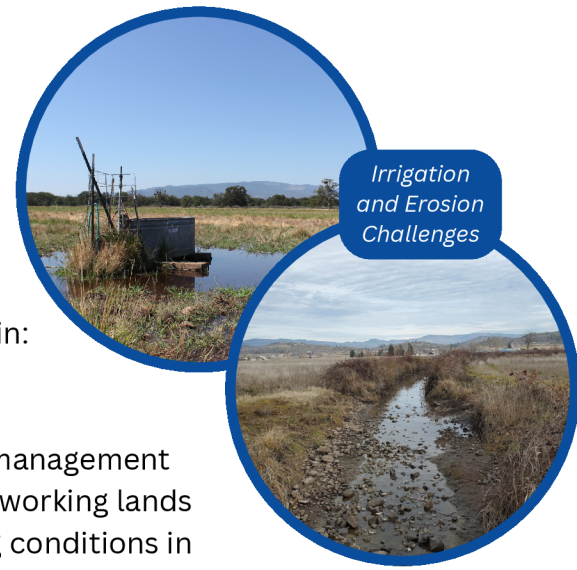 Irrigation
and Erosion
Challenges
in:
management
working lands
conditions in